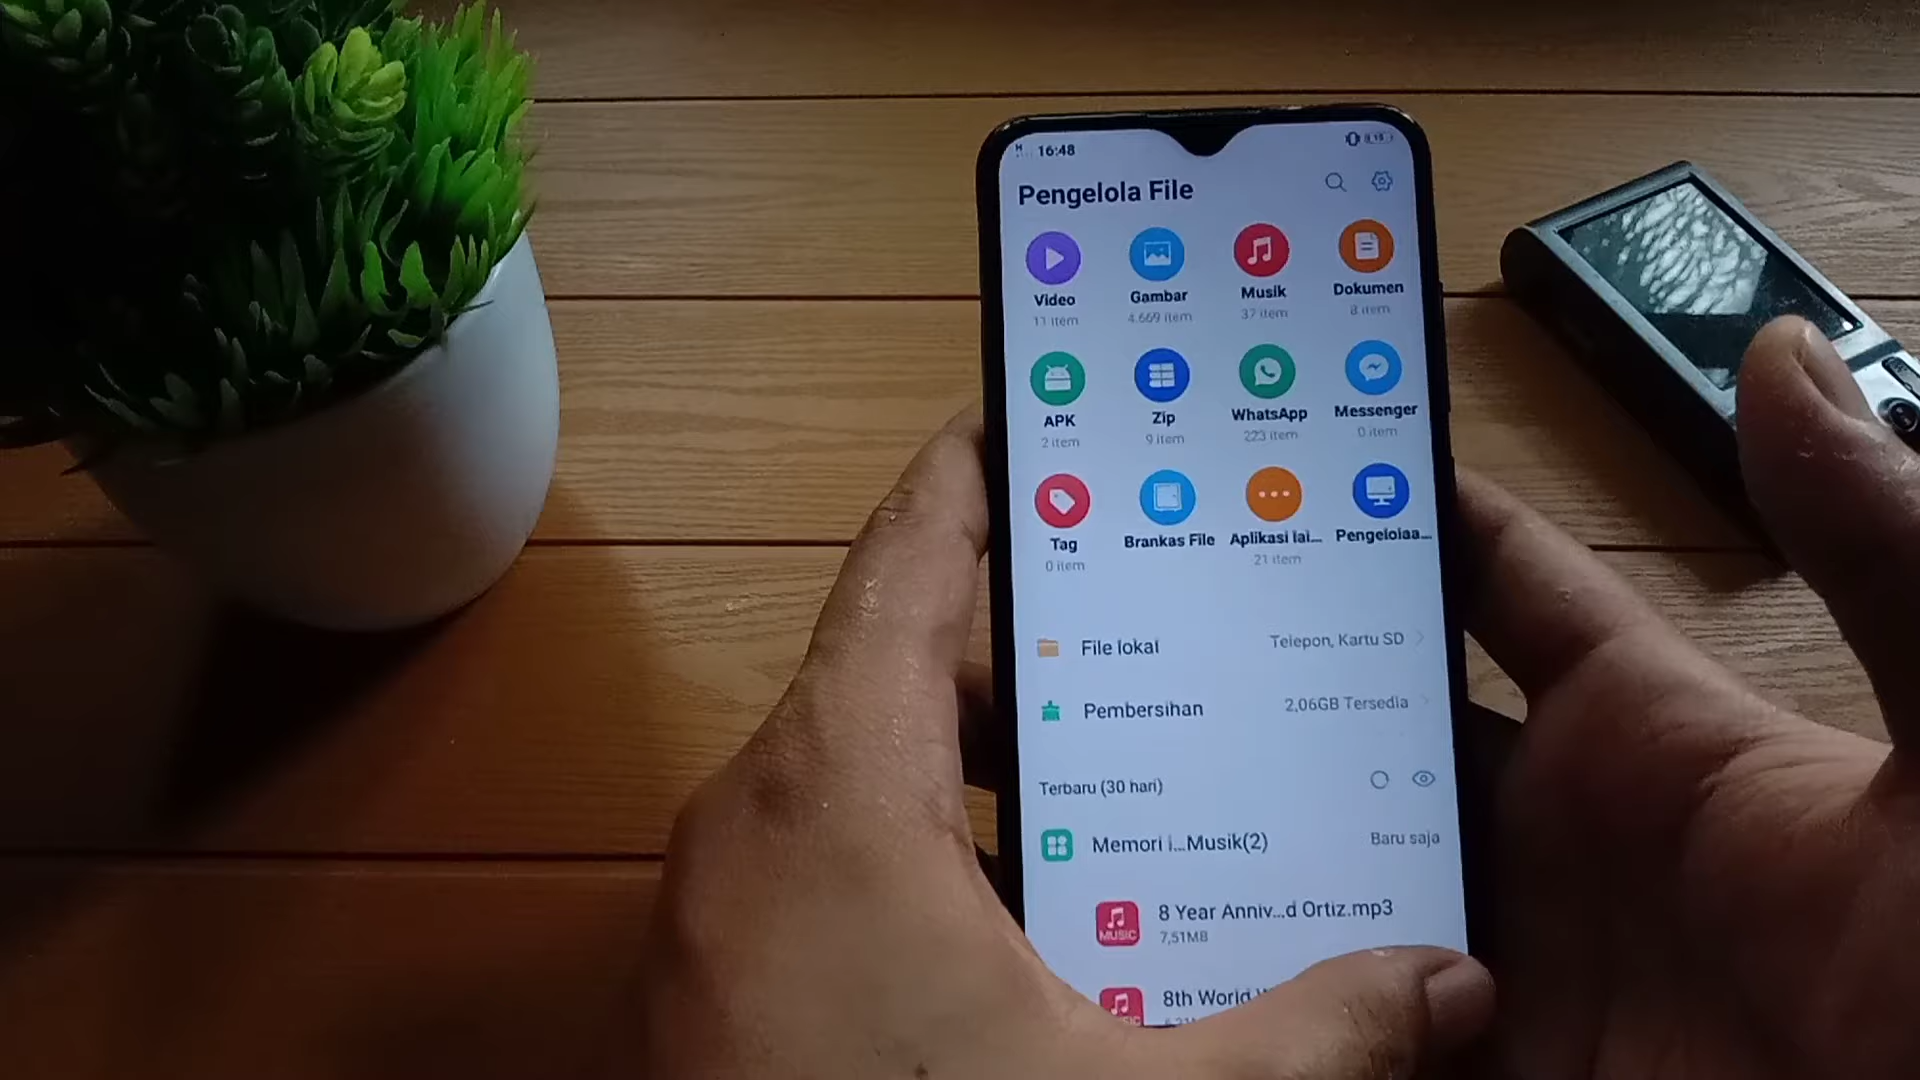 16:48
Pengelola File
Video
11 item
Gambar
4.669 item
Musik
37 item
Dokumen
8 item
APK
2 item
Zip
9 item
WhatsApp
223 item
Messenger
0 item
Tag
0 item
Brankas File
Aplikasi lai...
21 item
Pengelolaa...
File lokal
Telepon, Kartu SD
Pembersihan
2,06GB Tersedia
Terbaru (30 hari)
Memori i...Musik(2)
Baru saja
MUSIC
8 Year Anniv...d Ortiz.mp3
7,51MB
8th World